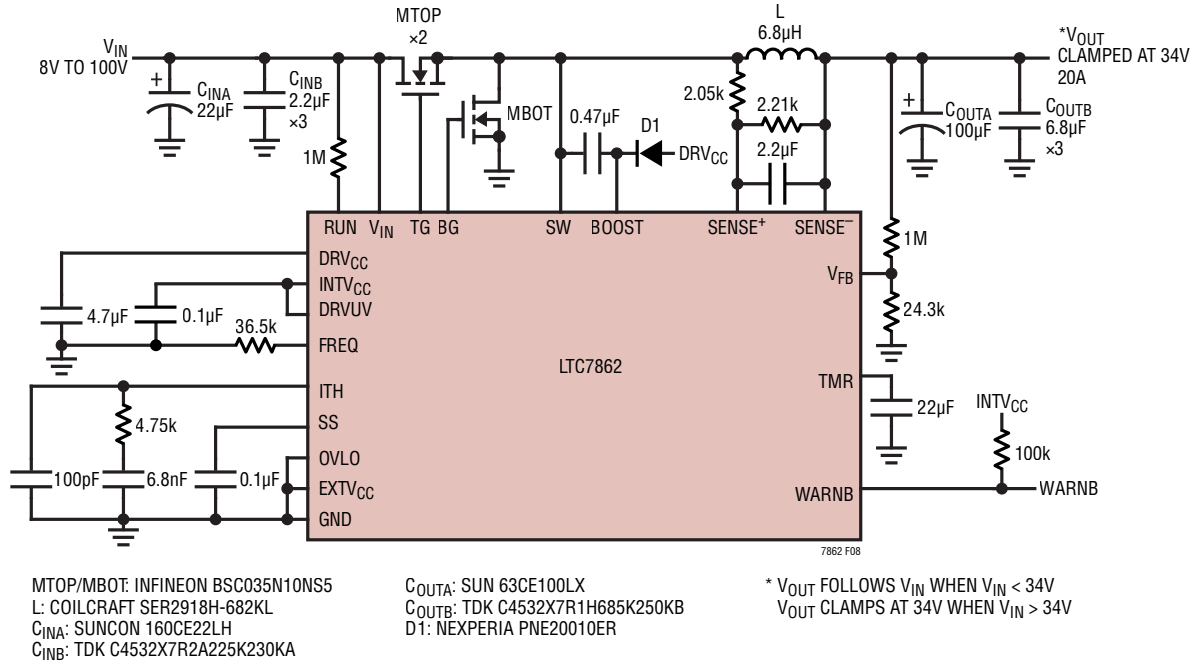 MTOP
×2
L
6.8µH
VIN
8V TO 100V
*VOUT
CLAMPED AT 34V
20A
CINA
22µF
CINB
2.2µF
×3
1M
MBOT
0.47µF
D1
DRVCC
2.05k
2.21k
2.2µF
COUTA
100µF
COUTB
6.8µF
×3
RUN
VIN
TG
BG
SW
BOOST
SENSE+
SENSE–
DRVCC
INTVCC
DRVUV
FREQ
ITH
SS
OVLO
EXTVCC
GND
LTC7862
VFB
TMR
WARNB
1M
24.3k
22µF
INTVCC
100k
WARNB
4.7µF
0.1µF
36.5k
4.75k
100pF
6.8nF
0.1µF
7862 F08
MTOP/MBOT: INFINEON BSC035N10NS5
L: COILCRAFT SER2918H-682KL
CINA: SUNCON 160CE22LH
CINB: TDK C4532X7R2A225K230KA
COUTA: SUN 63CE100LX
COUTB: TDK C4532X7R1H685K250KB
D1: NEXPERIA PNE20010ER
* VOUT FOLLOWS VIN WHEN VIN < 34V
VOUT CLAMPS AT 34V WHEN VIN > 34V